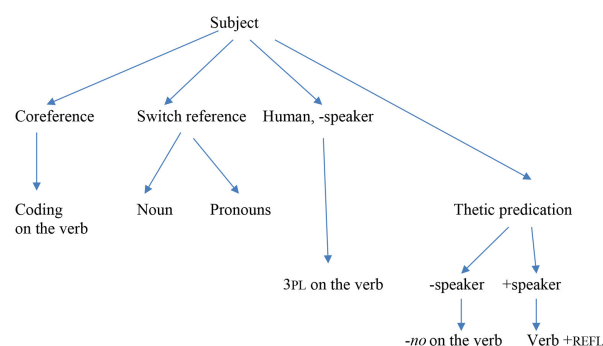 Subject
Coreference
Switch reference
Human, -speaker
Coding
on the verb
Noun
Pronouns
Thetic predication
3PL on the verb
-speaker
+speaker
-no on the verb
Verb +REFL